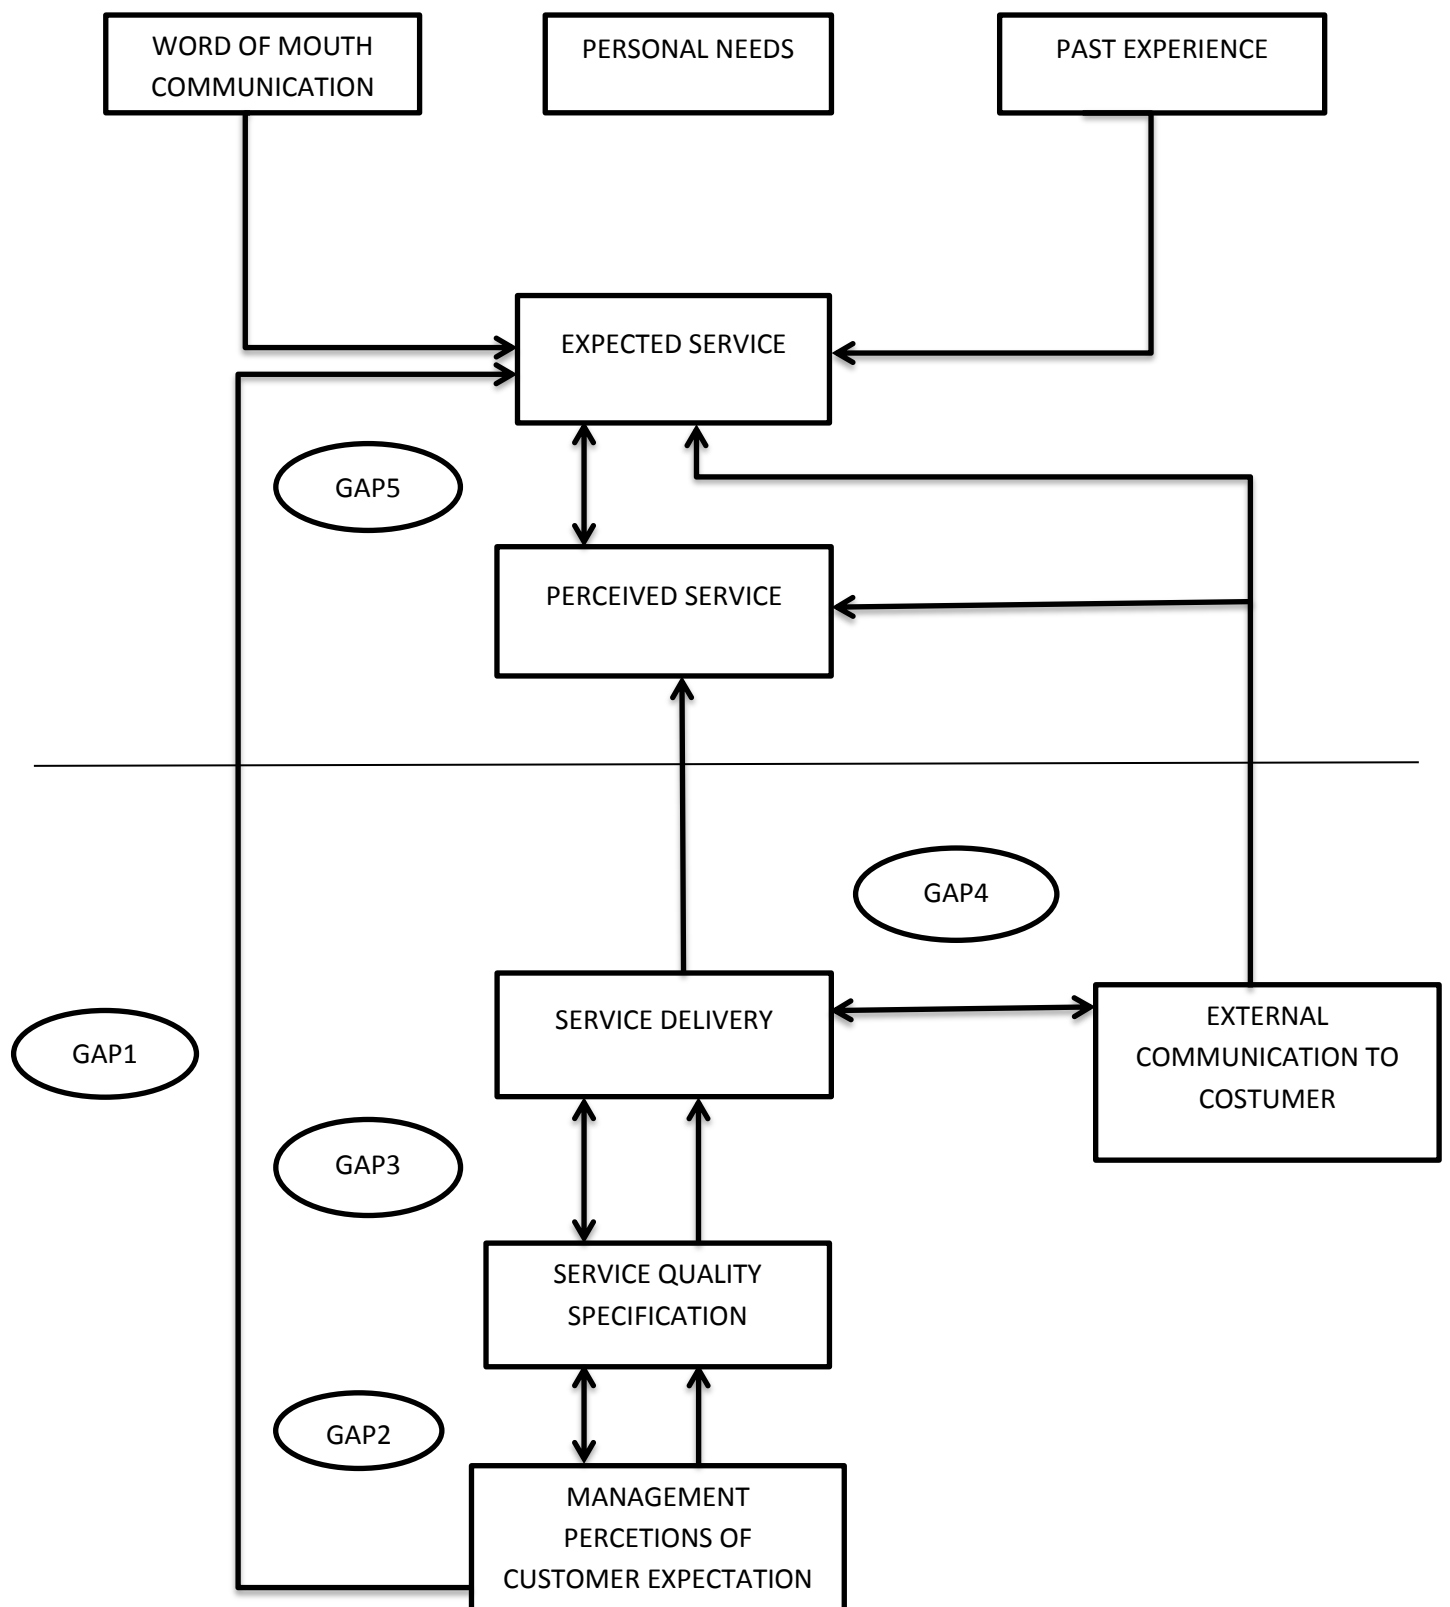 WORD OF MOUTH
COMMUNICATION
PERSONAL NEEDS
PAST EXPERIENCE
EXPECTED SERVICE
GAP5
PERCEIVED SERVICE
GAP4
SERVICE DELIVERY
EXTERNAL
COMMUNICATION TO
COSTUMER
GAP1
GAP3
SERVICE QUALITY
SPECIFICATION
GAP2
MANAGEMENT
PERCETIONS OF
CUSTOMER EXPECTATION